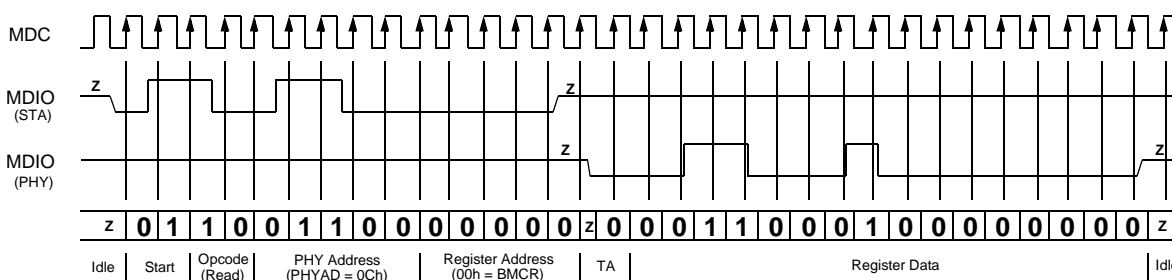 MDC
z z
MDIO
(STA)
z z
MDIO
(PHY)
z 0 1 1 0 0 1 1 0 0 0 0 0 0 0 z 0 0 0 1 1 0 0 0 1 0 0 0 0 0 0 0 0 z
Idle Start Opcode PHY Address Register Address TA Register Data Idle
(Read) (PHYAD = 0Ch) (00h = BMCR)